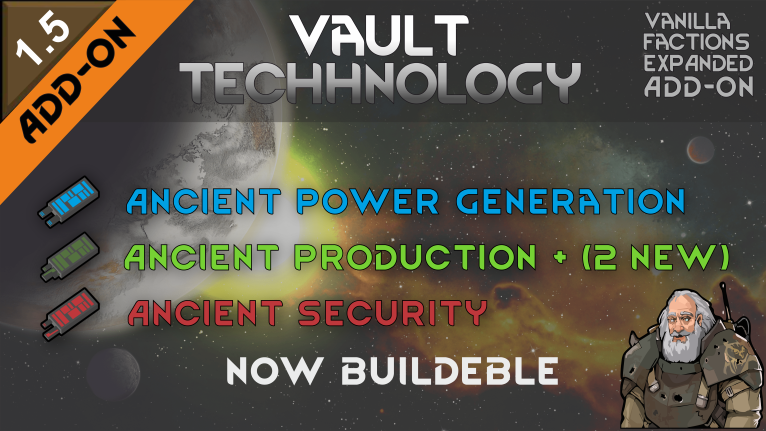 1.5
ADD-ON
VAULT
TECHHNOLOGY
VANILLA
FACTIONS
EXPANDED
ADD-ON
ANCIENT POWER GENERATION
ANCIENT PRODUCTION + (2 NEW)
ANCIENT SECURITY
NOW BUILDEBLE